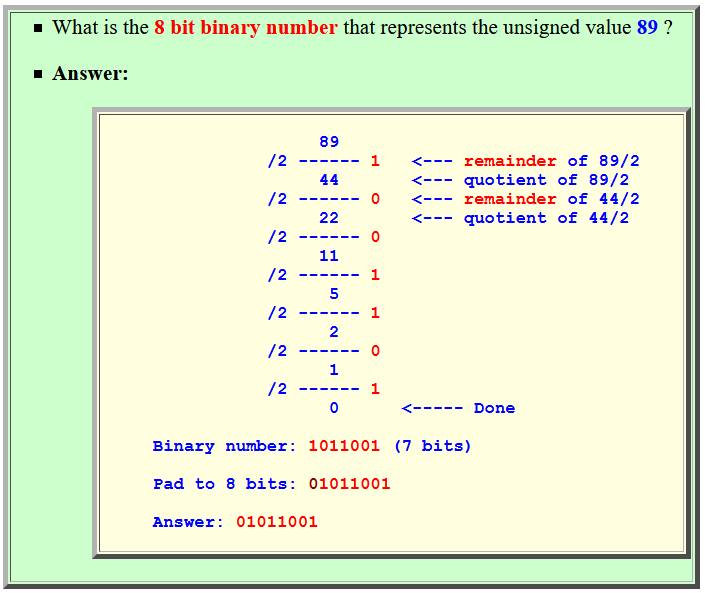 What is the 8 bit binary number that represents the unsigned value 89 ?
Answer:
89
/2 ------ 1 <--- remainder of 89/2
44 <--- quotient of 89/2
/2 ------ 0 <--- remainder of 44/2
22 <--- quotient of 44/2
/2 ------ 0
11
/2 ------ 1
5
/2 ------ 1
2
/2 ------ 0
1
/2 ------ 1
0 <----- Done
Binary number: 1011001 (7 bits)
Pad to 8 bits: 01011001
Answer: 01011001